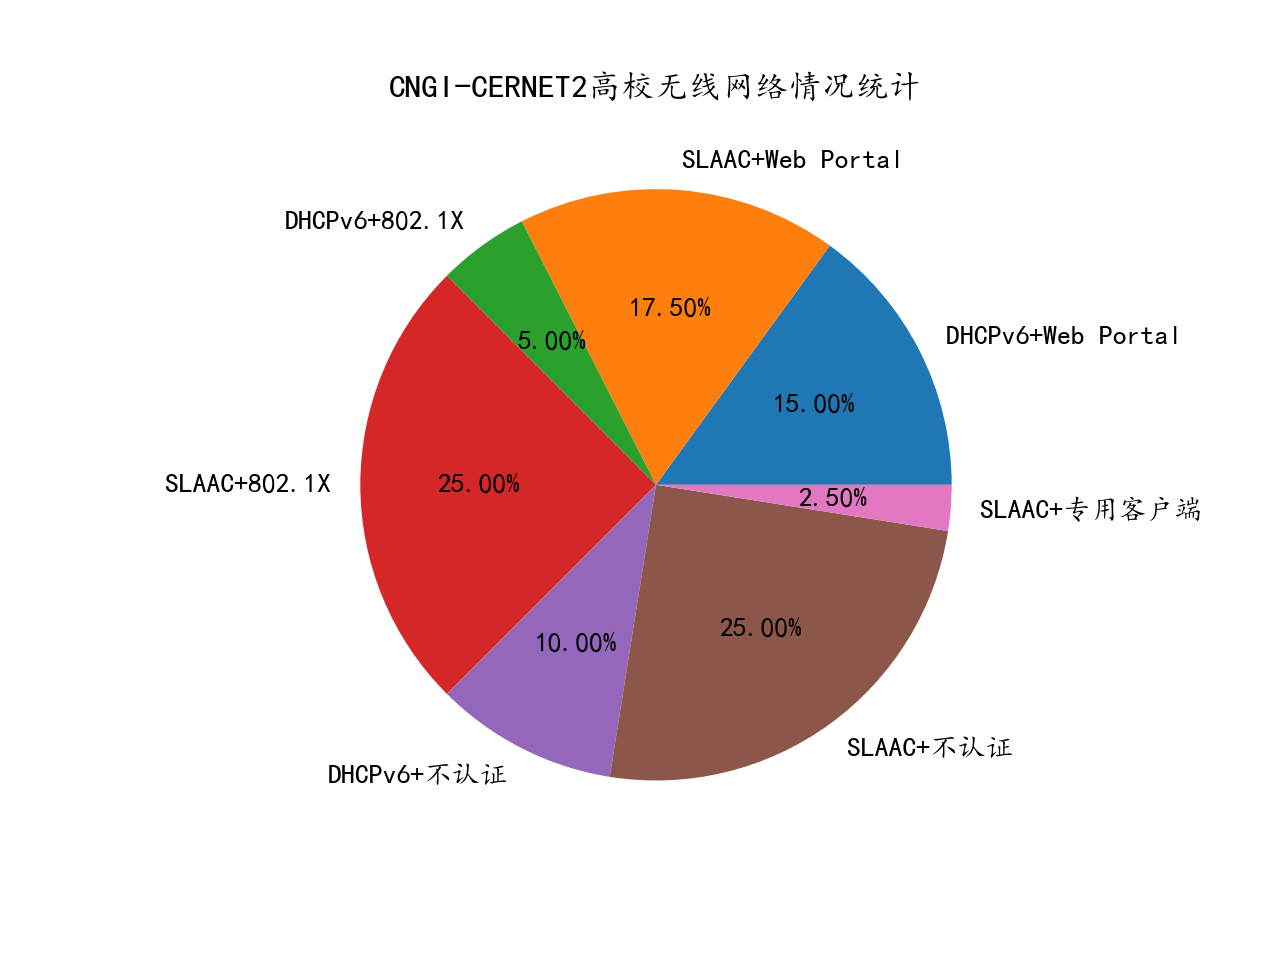 CNGI-CERNET2高校无线网络情况统计
SLAAC+Web Portal
DHCPv6+802.1X
17.50%
DHCPv6+Web Portal
5.00%
15.00%
SLAAC+802.1X
25.00%
2.50%
SLAAC+专用客户端
25.00%
10.00%
SLAAC+不认证
DHCPv6+不认证